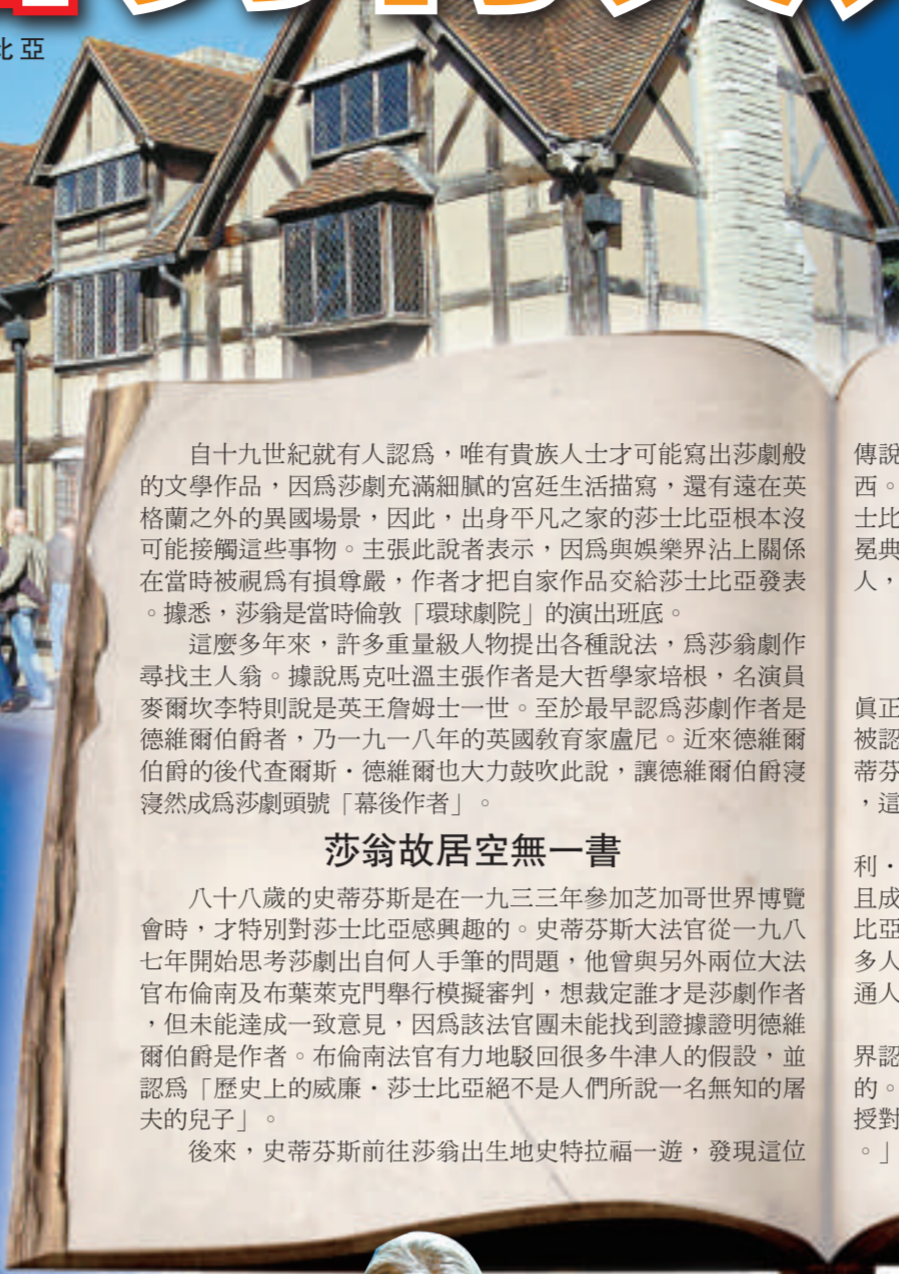 比亞
自十九世紀就有人認爲，唯有貴族人士才可能寫出莎劇般
的文學作品，因爲莎劇充滿細膩的宮廷生活描寫，還有遠在英
格蘭之外的異國場景，因此，出身平凡之家的莎士比亞根本沒
可能接觸這些事物。主張此說者表示，因爲與娛樂界沾上關係
在當時被視爲有損尊嚴，作者才把自家作品交給莎士比亞發表
。據悉，莎翁是當時倫敦「環球劇院」的演出班底。
這麼多年來，許多重量級人物提出各種說法，爲莎翁劇作
尋找主人翁。據說馬克吐溫主張作者是大哲學家培根，名演員
麥爾坎李特則說是英王詹姆士一世。至於最早認爲莎劇作者是
德維爾伯爵者，乃一九一八年的英國敎育家盧尼。近來德維爾
伯爵的後代查爾斯・德維爾也大力鼓吹此說，讓德維爾伯爵寖
寖然成爲莎劇頭號「幕後作者」。
莎翁故居空無一書
八十八歲的史蒂芬斯是在一九三三年參加芝加哥世界博覽
會時，才特別對莎士比亞感興趣的。史蒂芬斯大法官從一九八
七年開始思考莎劇出自何人手筆的問題，他曾與另外兩位大法
官布倫南及布葉萊克門舉行模擬審判，想裁定誰才是莎劇作者
，但未能達成一致意見，因爲該法官團未能找到證據證明德維
爾伯爵是作者。布倫南法官有力地駁回很多牛津人的假設，並
認爲「歷史上的威廉・莎士比亞絕不是人們所說一名無知的屠
夫的兒子」。
後來，史蒂芬斯前往莎翁出生地史特拉福一遊，發現這位
傳說
西。
士比
冕典
人，
眞正
被認
蒂芬
，這
利・
且成
比亞
多人
通人
界認
的。
授對
。」